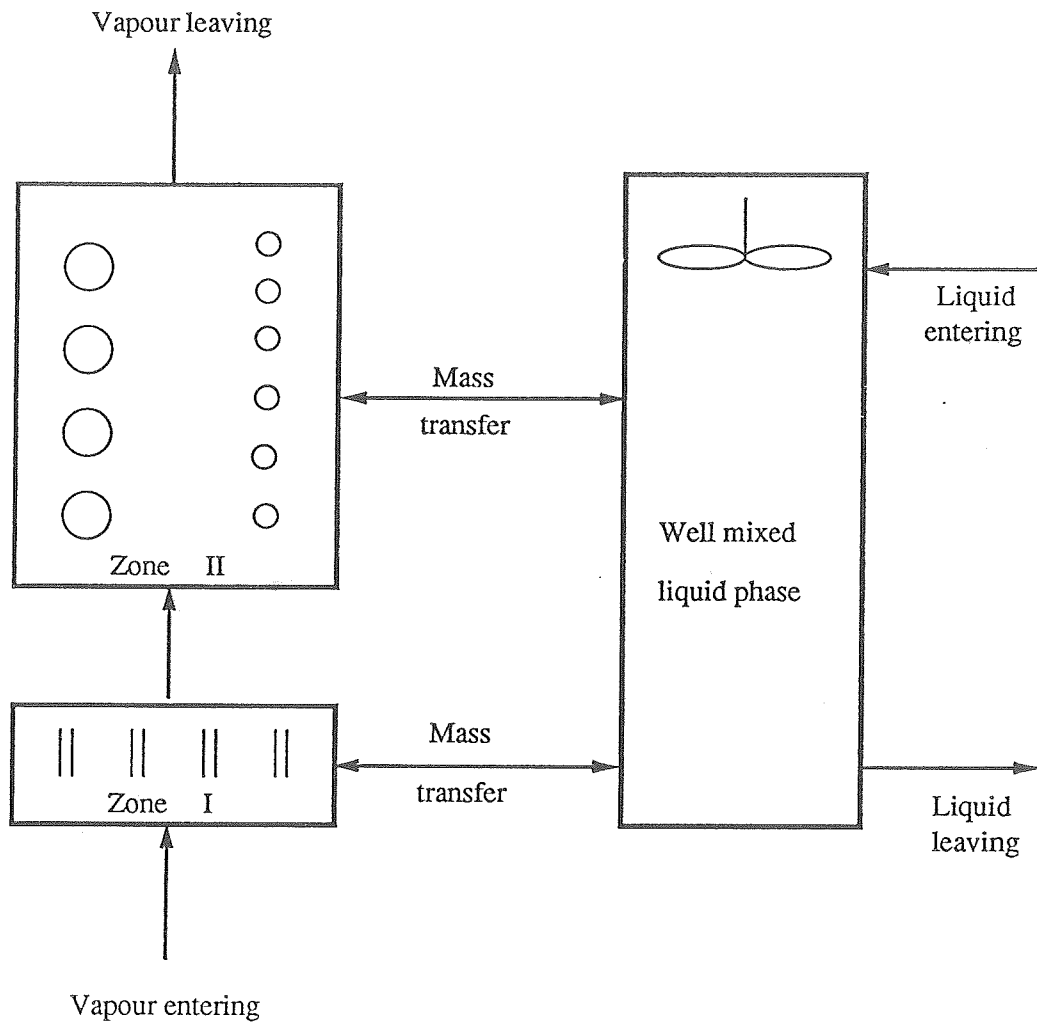 Vapour leaving
Mass
transfer
Liquid
entering
Well mixed
liquid phase
Zone II
Mass
transfer
Zone I
Liquid
leaving
Vapour entering